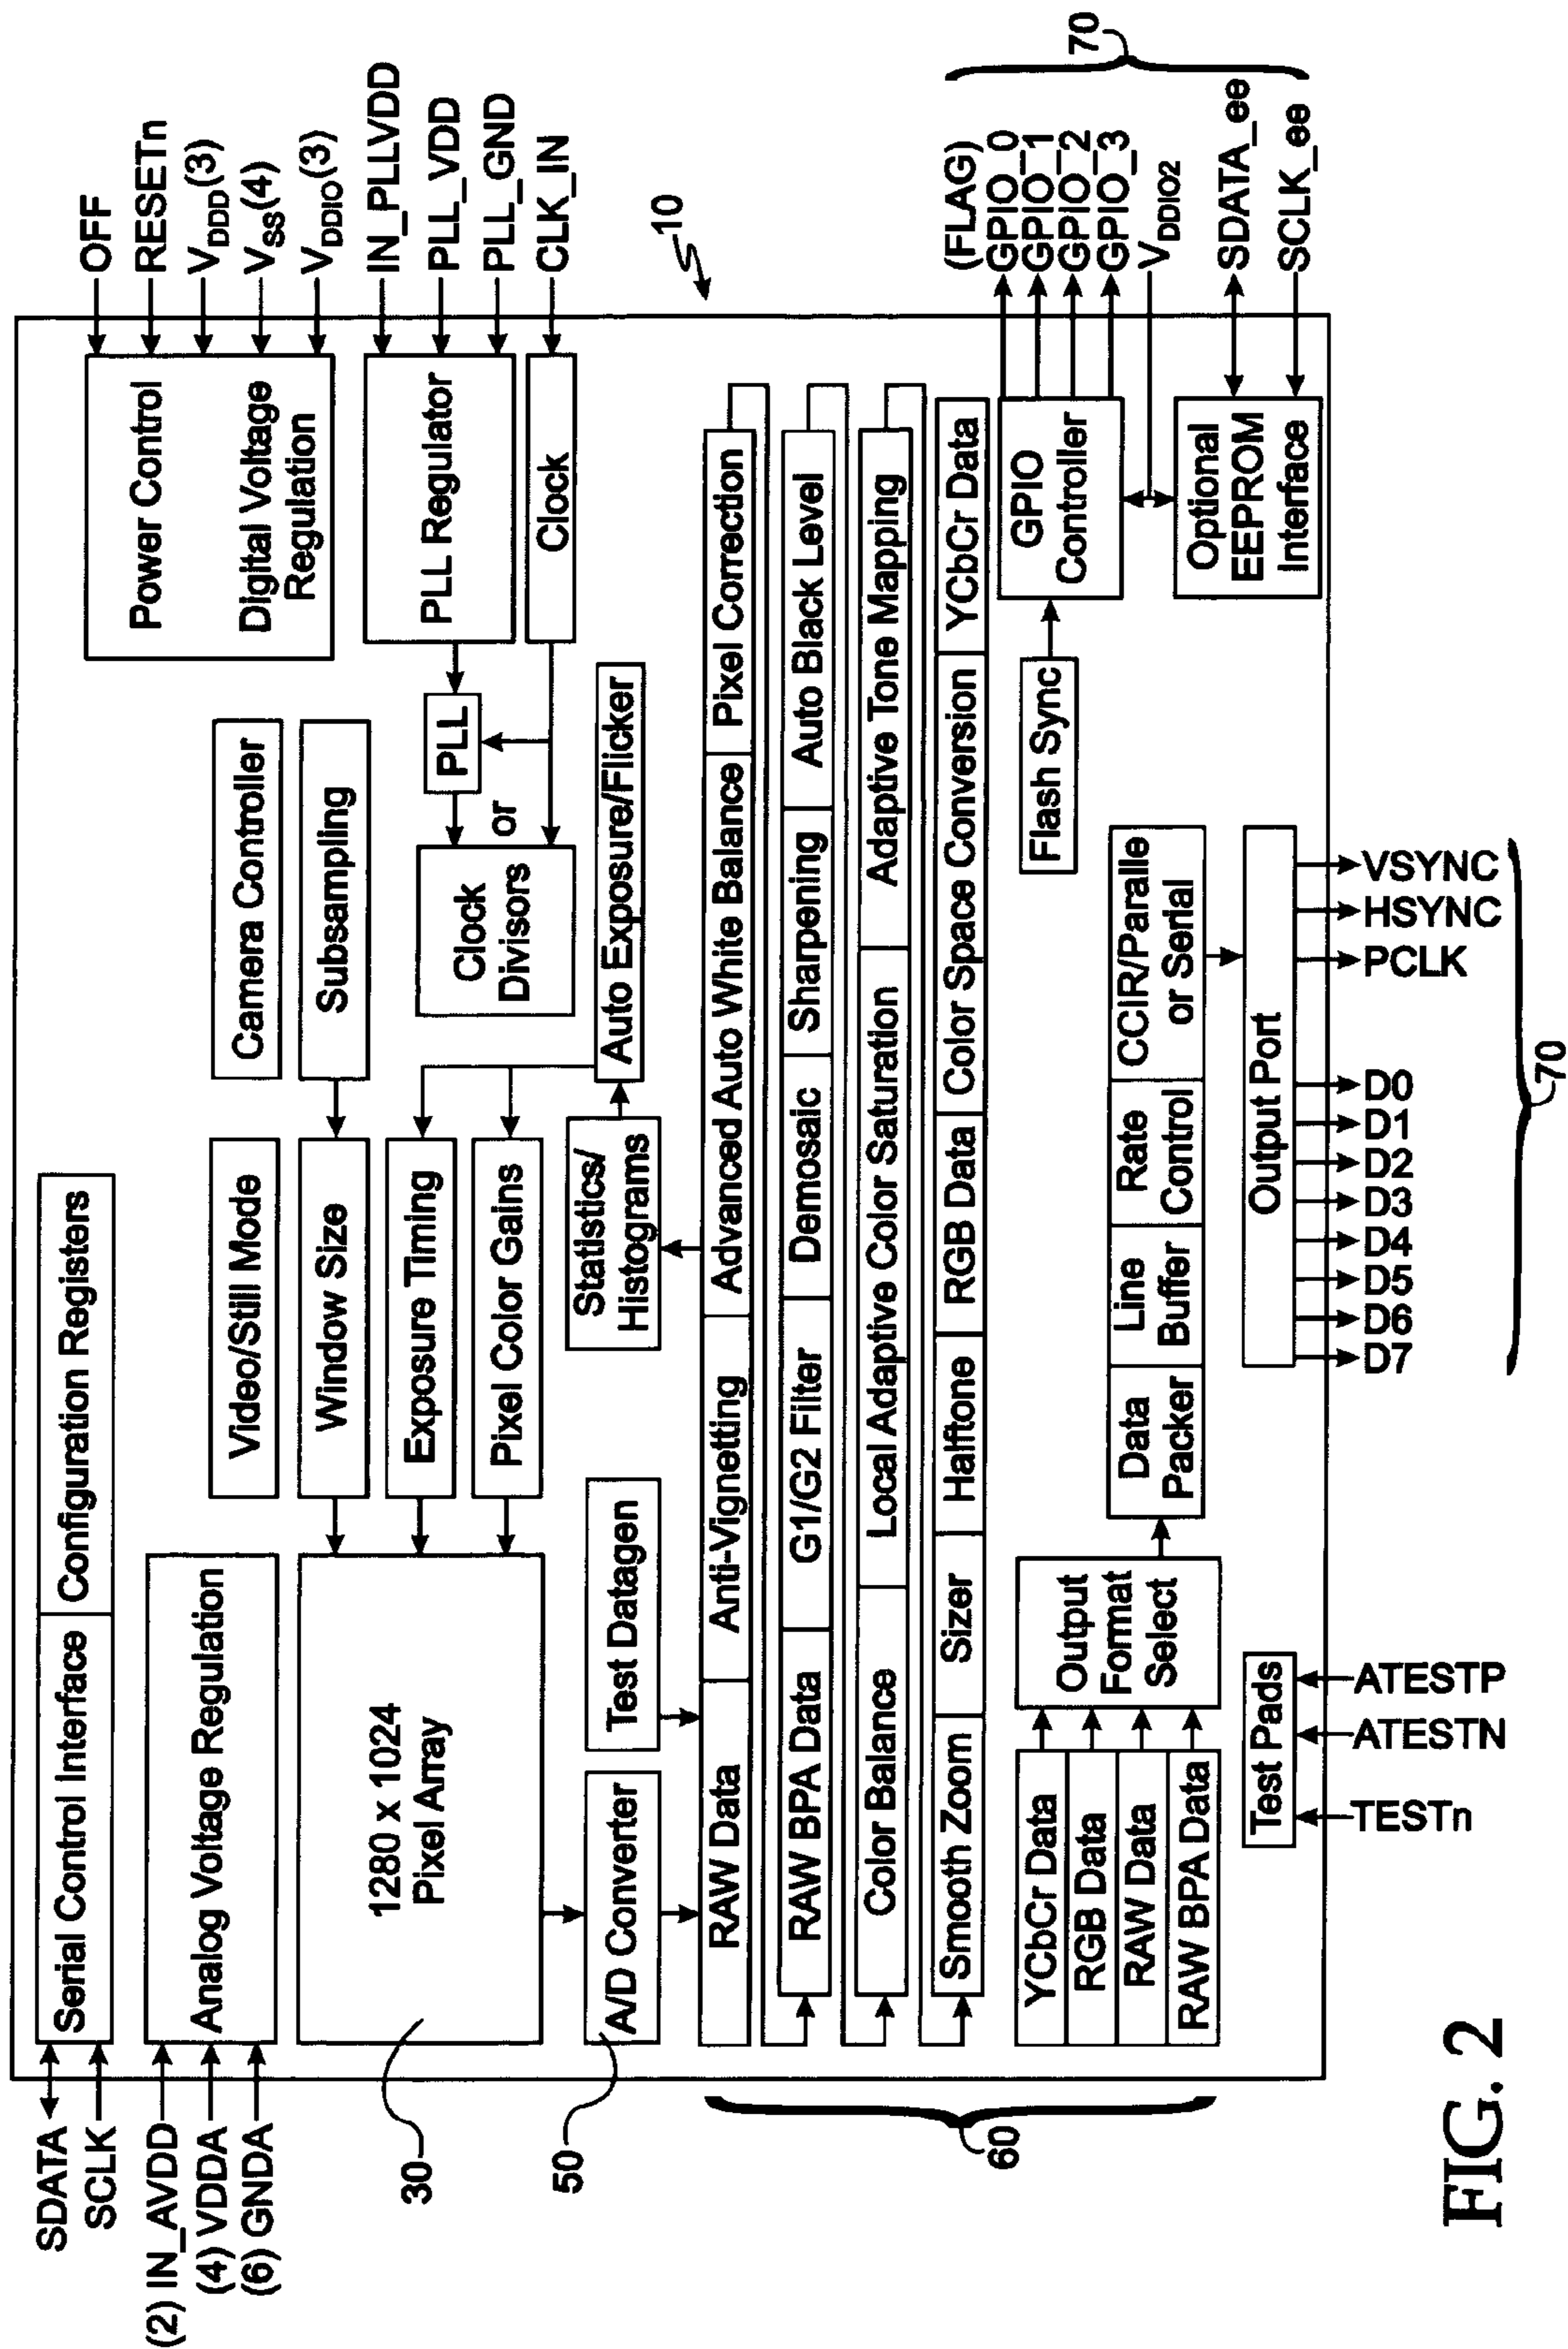 OFF
RESETn
VDDD(3)
VSS(4)
VDDIO(3)
IN_PLLVDD
PLL_VDD
PLL_GND
CLK_IN
10
(FLAG)
GPIO_0
GPIO_1
GPIO_2
GPIO_3
VDDIO2
SDATA_ee
SCLK_ee
70
Power Control
Digital Voltage
Regulation
PLL Regulator
Clock
PLL
or
Clock
Divisors
Camera Controller
Subsampling
Auto Exposure/Flicker
Configuration Registers
Serial Control Interface
SDATA
SCLK
Analog Voltage Regulation
(2) IN_AVDD
(4) VDDA
(6) GNDA
Video/Still Mode
Window Size
Exposure Timing
Pixel Color Gains
Statistics/
Histograms
1280 x 1024
Pixel Array
30
A/D Converter
50
Test Datagen
RAW Data
Anti-Vignetting
Advanced Auto White Balance
Pixel Correction
RAW BPA Data
G1/G2 Filter
Demosaic
Sharpening
Auto Black Level
Color Balance
Local Adaptive Color Saturation
Adaptive Tone Mapping
Smooth Zoom
Sizer
Halftone
RGB Data
Color Space Conversion
YCbCr Data
60
YCbCr Data
RGB Data
RAW Data
RAW BPA Data
Output
Format
Select
Data
Packer
Line
Buffer
Rate
Control
CCIR/Paralle
or Serial
Flash Sync
GPIO
Controller
Optional
EEPROM
Interface
Test Pads
Output Port
TESTn
ATESTN
ATESTP
D7
D6
D5
D4
D3
D2
D1
D0
PCLK
HSYNC
VSYNC
70
FIG. 2